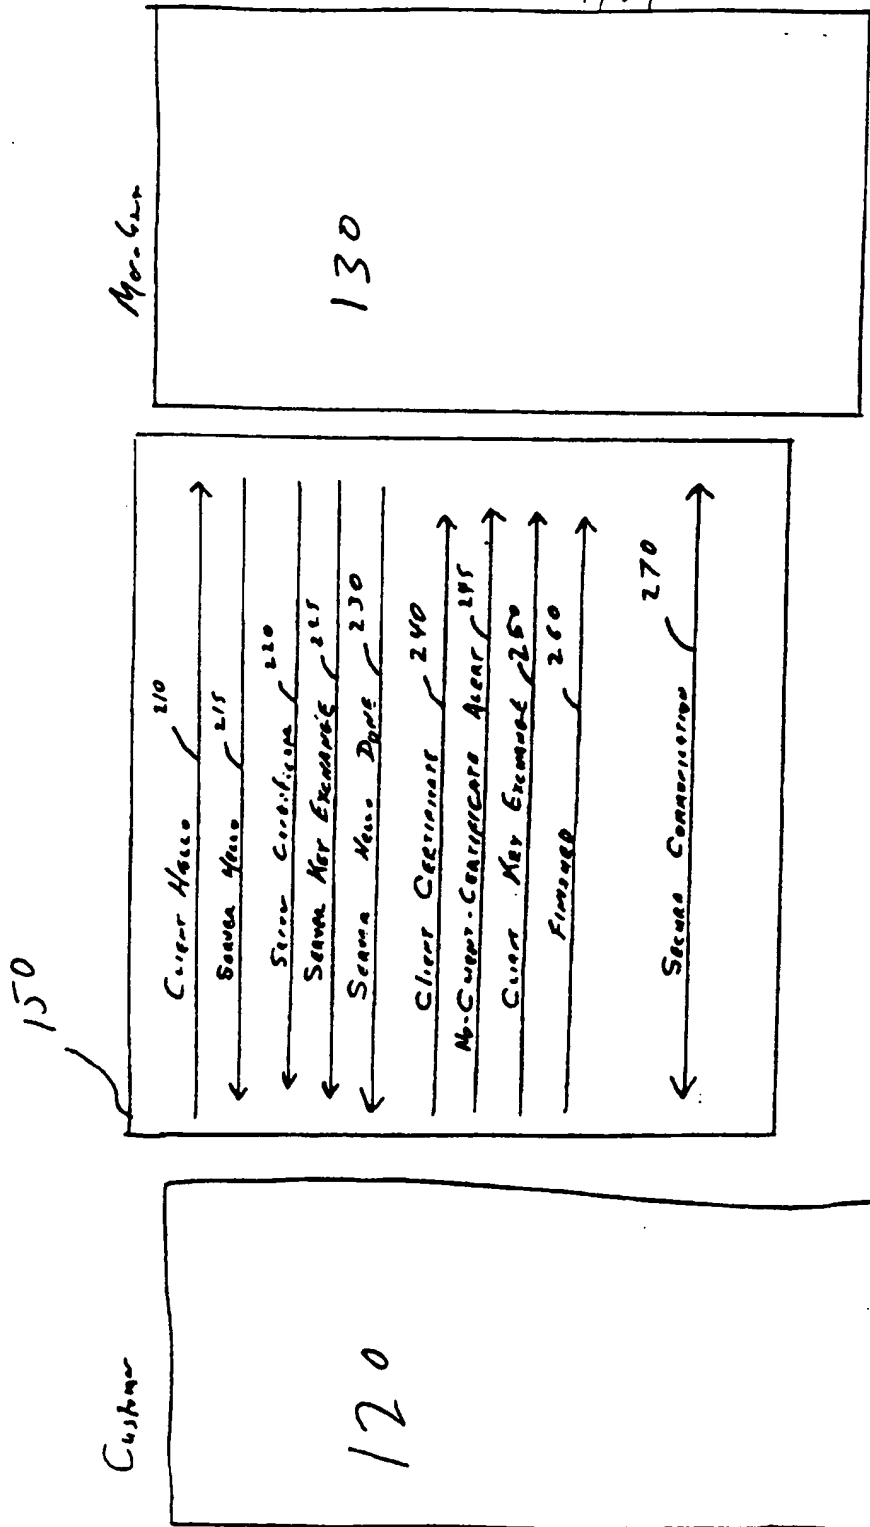 150
Customer
120
Client Hello 210
Server Hello 215
Server Certificate 220
Server Key Exchange 225
Server Hello Done 230
Client Certificate 240
No-Client-Certificate Alert 245
Client Key Exchange 250
Finished 260
Secure Communication 270
130